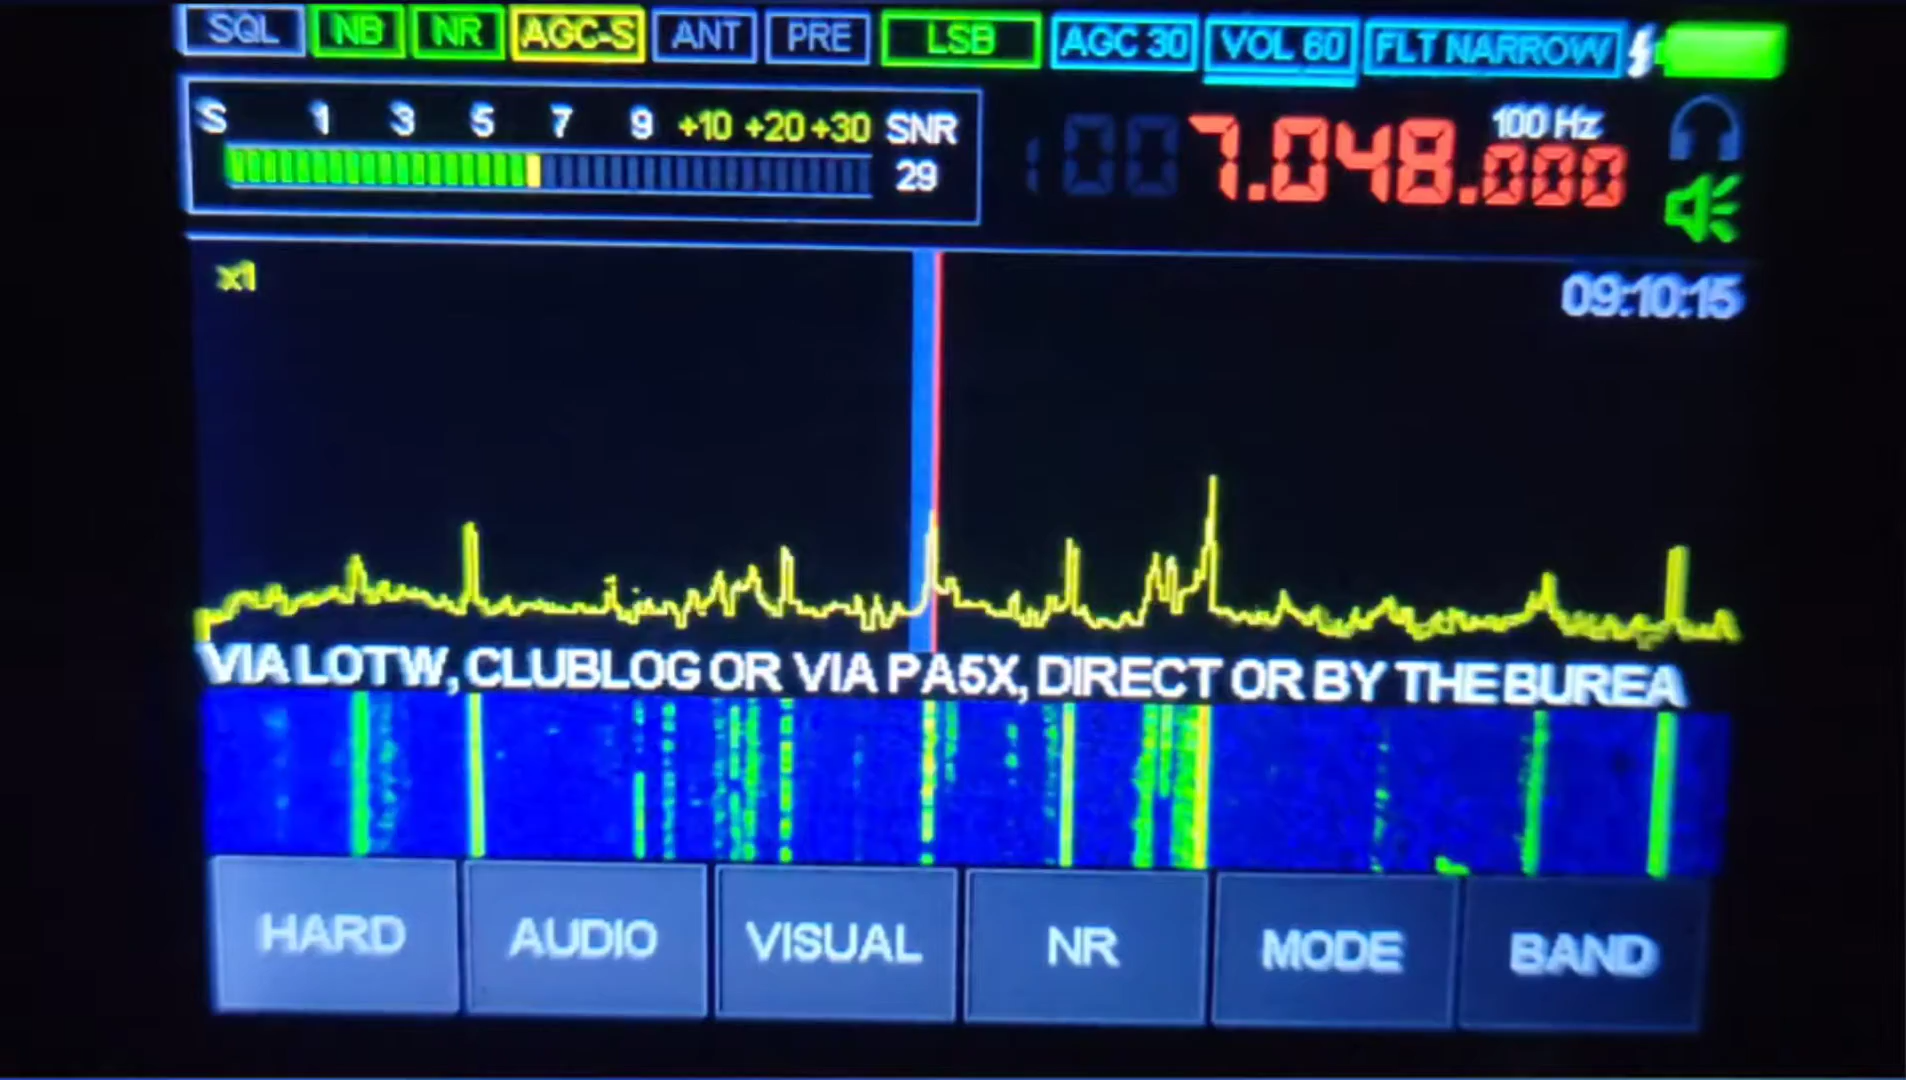 SQL NB NR AGC-S ANT PRE LSB AGC 30 VOL 60 FLT NARROW
S 1 3 5 7 9 +10 +20 +30 SNR
29
100 Hz
7.048.000
x1
09:10:15
VIA LOTW, CLUBLOG OR VIA PA5X, DIRECT OR BY THE BUREA
HARD AUDIO VISUAL NR MODE BAND